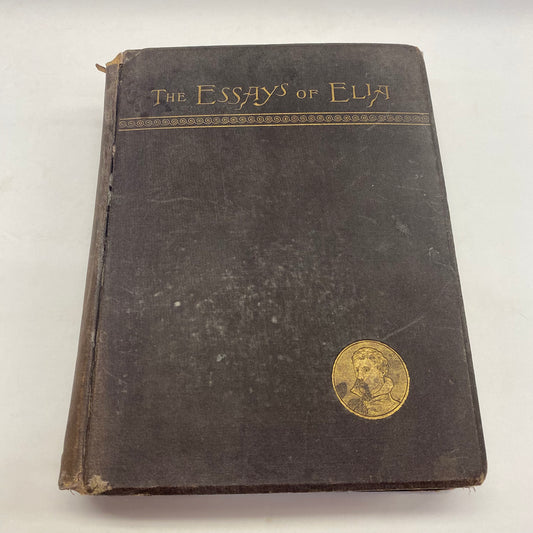 The Essays of Elia